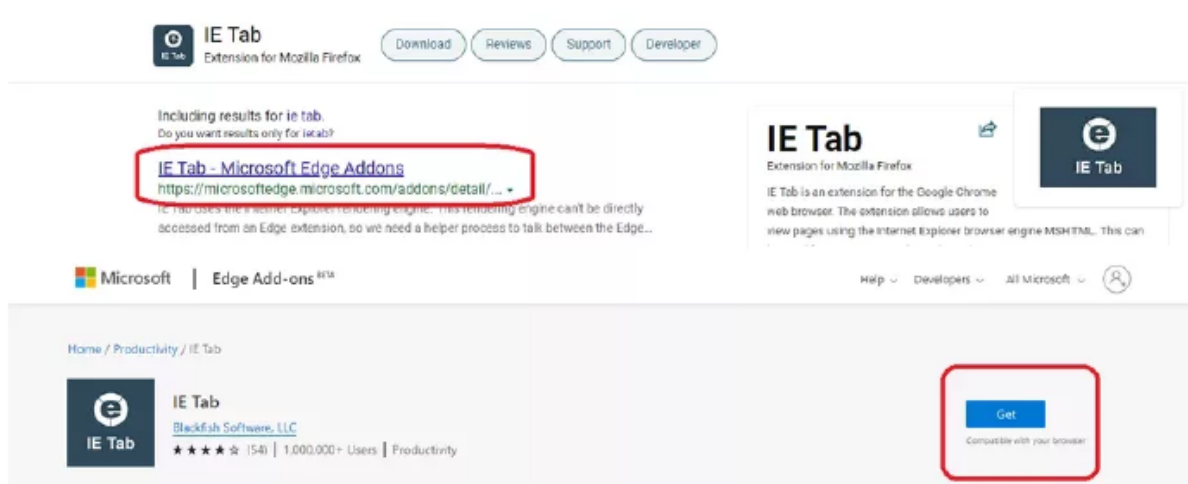 IE Tab
Extension for Mozilla Firefox
Download
Reviews
Support
Developer
IE Tab
Including results for ie tab.
Do you want results only for ietab?
IE Tab - Microsoft Edge Addons
https://microsoftedge.microsoft.com/addons/detail/...
IE Tab uses the Internet Explorer rendering engine. This rendering engine can't be directly
accessed from an Edge extension, so we need a helper process to talk between the Edge...
IE Tab
Extension for Mozilla Firefox
IE Tab is an extension for the Google Chrome
web browser. The extension allows users to
view pages using the Internet Explorer browser engine MSHTML. This can
IE Tab
Microsoft | Edge Add-ons BETA
Help
Developers
All Microsoft
Home / Productivity / IE Tab
IE Tab
IE Tab
Blackfish Software, LLC
★★★★☆ (54) | 1,000,000+ Users | Productivity
Get
Compatible with your browser